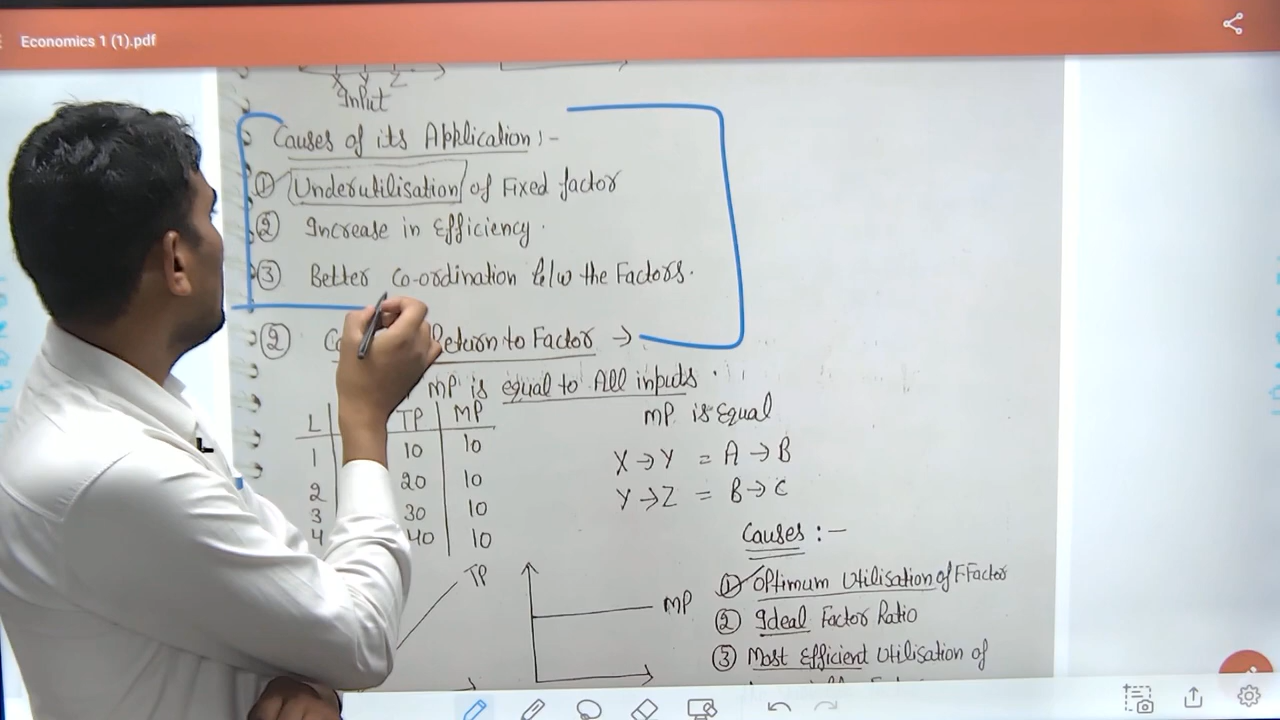 Economics 1 (1).pdf
X Y Z
Input
Causes of its Application :-
① Underutilisation of Fixed factor
② Increase in Efficiency.
③ Better Co-ordination b/w the Factors.
② Return to Factor →
MP is equal to All inputs.
L TP MP
1 10 10
2 20 10
3 30 10
4 40 10
TP
MP is Equal
X → Y = A → B
Y → Z = B → C
MP
Causes :-
① Optimum Utilisation of F Factor
② Ideal Factor Ratio
③ Most Efficient Utilisation of